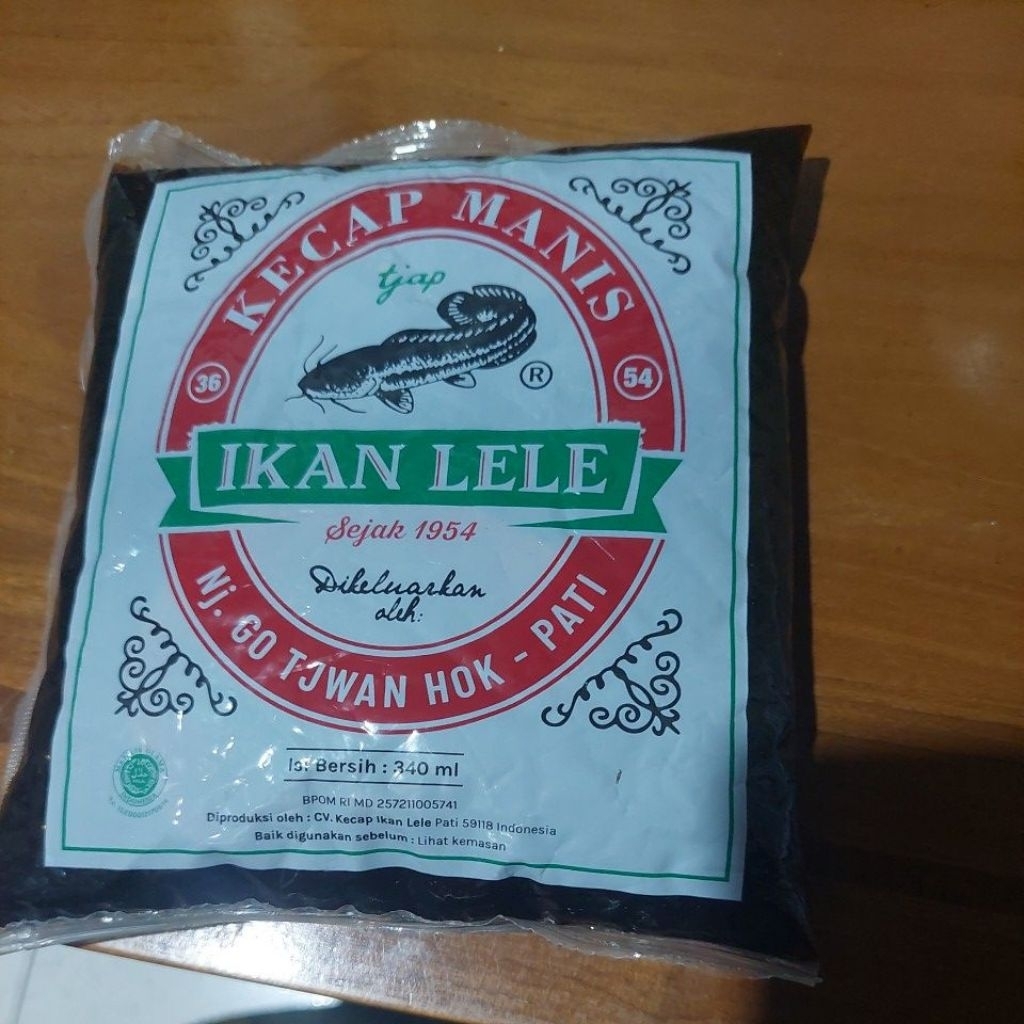 KECAP MANIS
tjap
®
36
54
IKAN LELE
Sejak 1954
Dikeluarkan
oleh:
Nj. GO TJWAN HOK - PATI
Isi Bersih : 340 ml
BPOM RI MD 257211005741
Diproduksi oleh : CV. Kecap Ikan Lele Pati 59118 Indonesia
Baik digunakan sebelum : Lihat kemasan